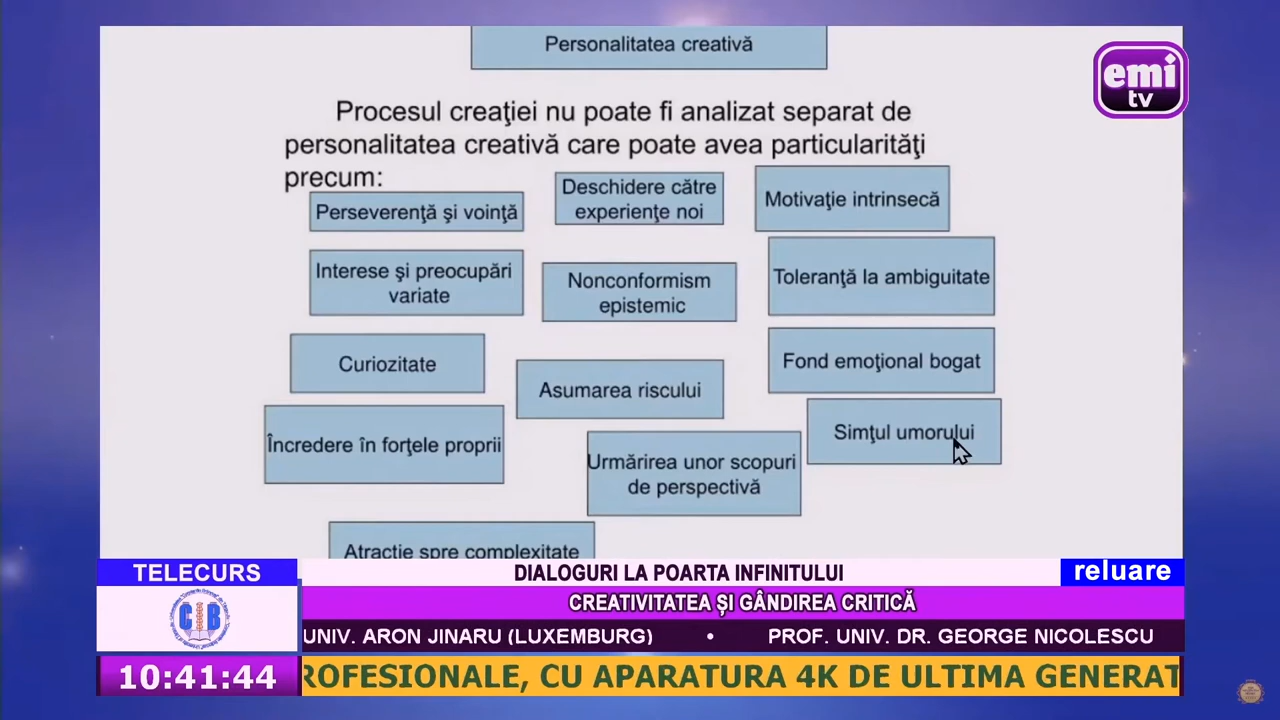 Personalitatea creativă
emi
tv
Procesul creaţiei nu poate fi analizat separat de
personalitatea creativă care poate avea particularităţi
precum:
Perseverenţă şi voinţă
Deschidere către
experienţe noi
Motivaţie intrinsecă
Interese şi preocupări
variate
Nonconformism
epistemic
Toleranţă la ambiguitate
Curiozitate
Asumarea riscului
Fond emoţional bogat
Încredere în forţele proprii
Urmărirea unor scopuri
de perspectivă
Simţul umorului
Atracţie spre complexitate
TELECURS
DIALOGURI LA POARTA INFINITULUI
reluare
CREATIVITATEA ȘI GÂNDIREA CRITICĂ
CB
UNIV. ARON JINARU (LUXEMBURG) • PROF. UNIV. DR. GEORGE NICOLESCU
10:41:44
ROFESIONALE, CU APARATURA 4K DE ULTIMA GENERAT